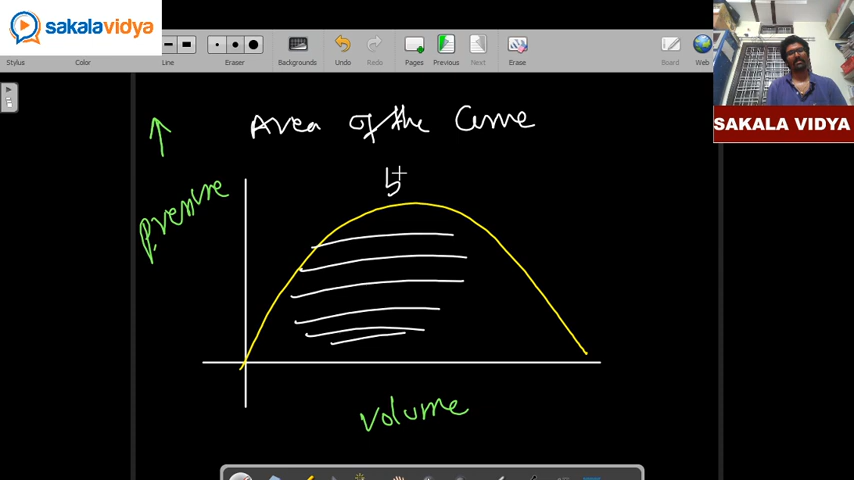 sakalavidya
Stylus Color Line Eraser Backgrounds Undo Redo Pages Previous Next Erase Board Web
SAKALA VIDYA
Area of the Curve
5
Pressure
Volume